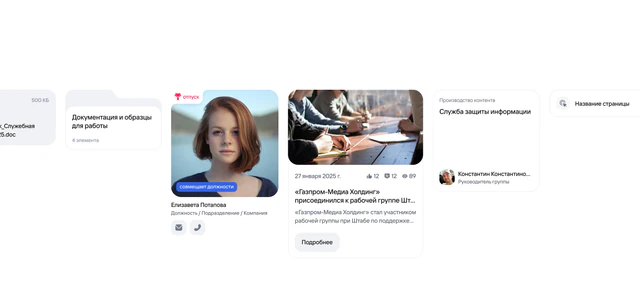 500 КБ
_Служебная
25.doc
Документация и образцы
для работы
4 элемента
отпуск
совмещает должности
Елизавета Потапова
Должность / Подразделение / Компания
27 января 2025 г.
12
12
89
«Газпром-Медиа Холдинг»
присоединился к рабочей группе Шт...
«Газпром-Медиа Холдинг» стал участником
рабочей группы при Штабе по поддержке...
Подробнее
Производство контента
Служба защиты информации
Константин Константино...
Руководитель группы
Название страницы